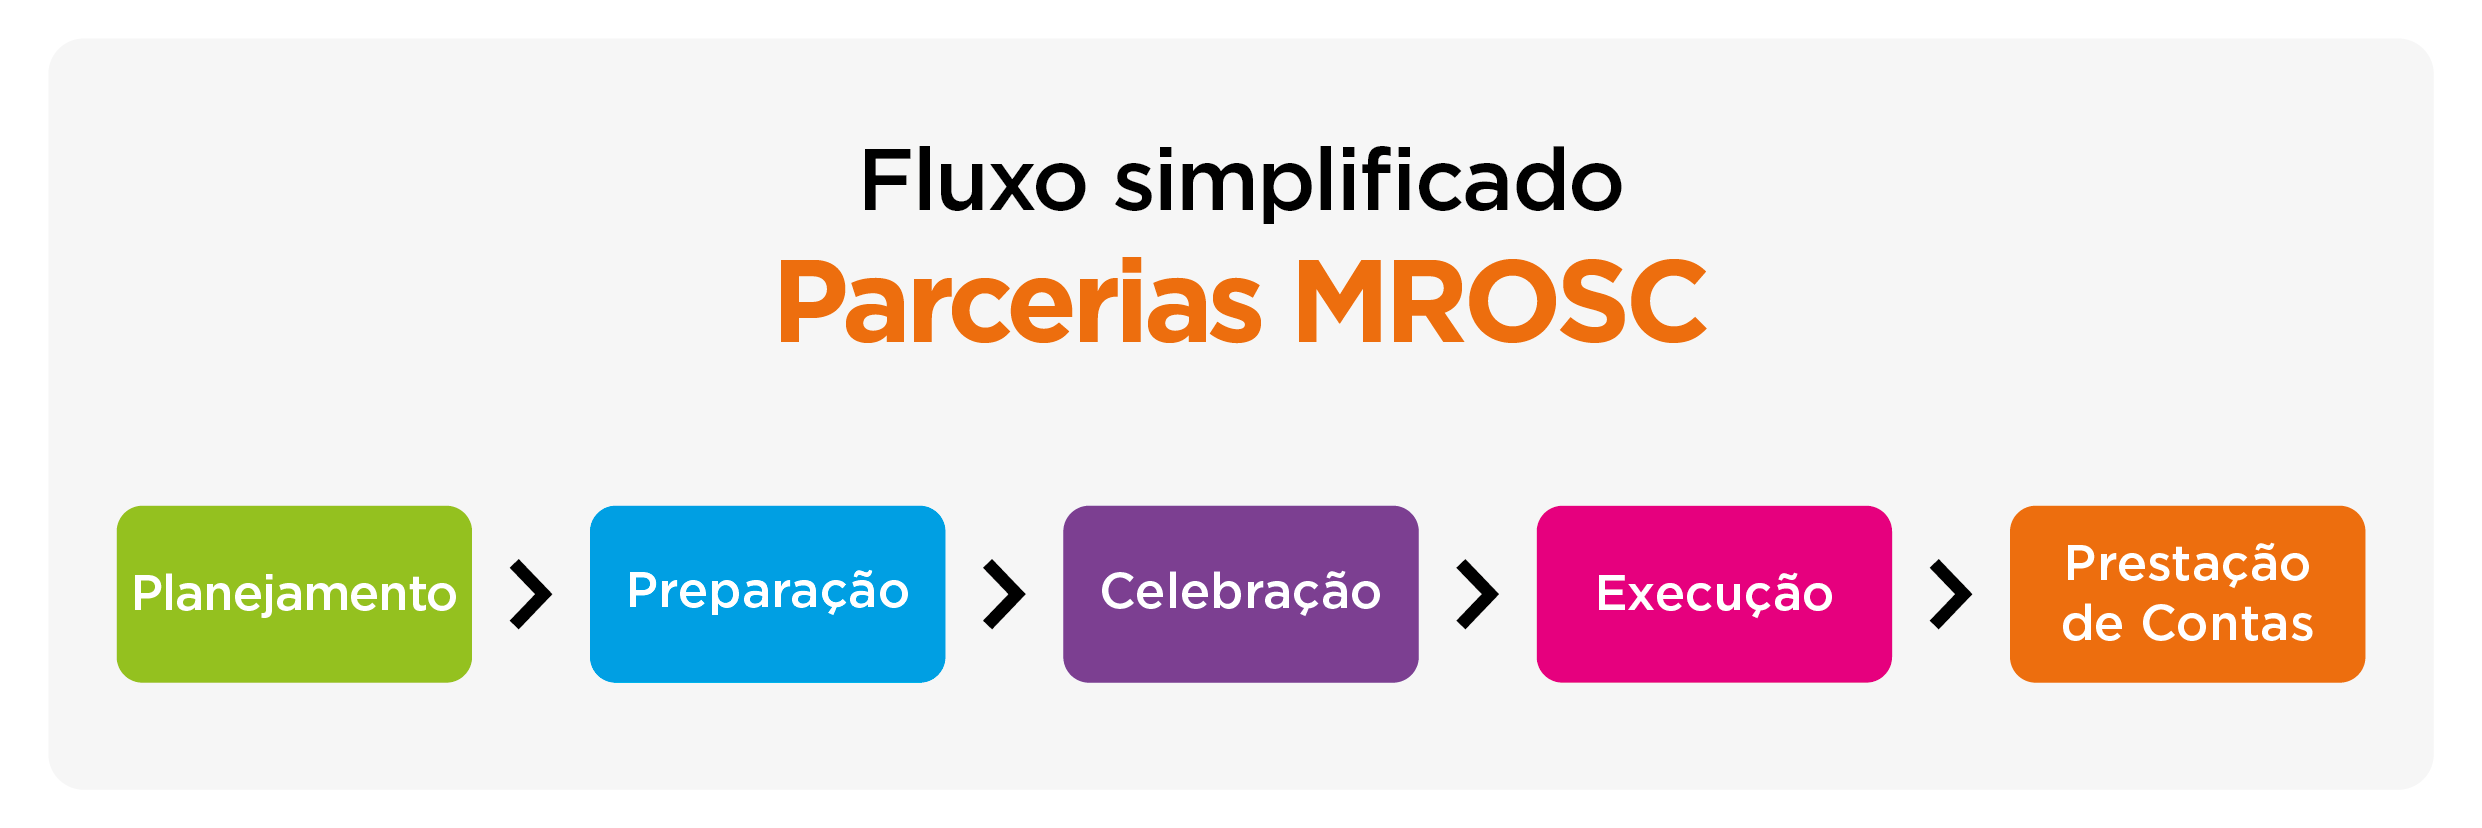 Fluxo simplificado
Parcerias MROSC
Planejamento
Preparação
Celebração
Execução
Prestação
de Contas